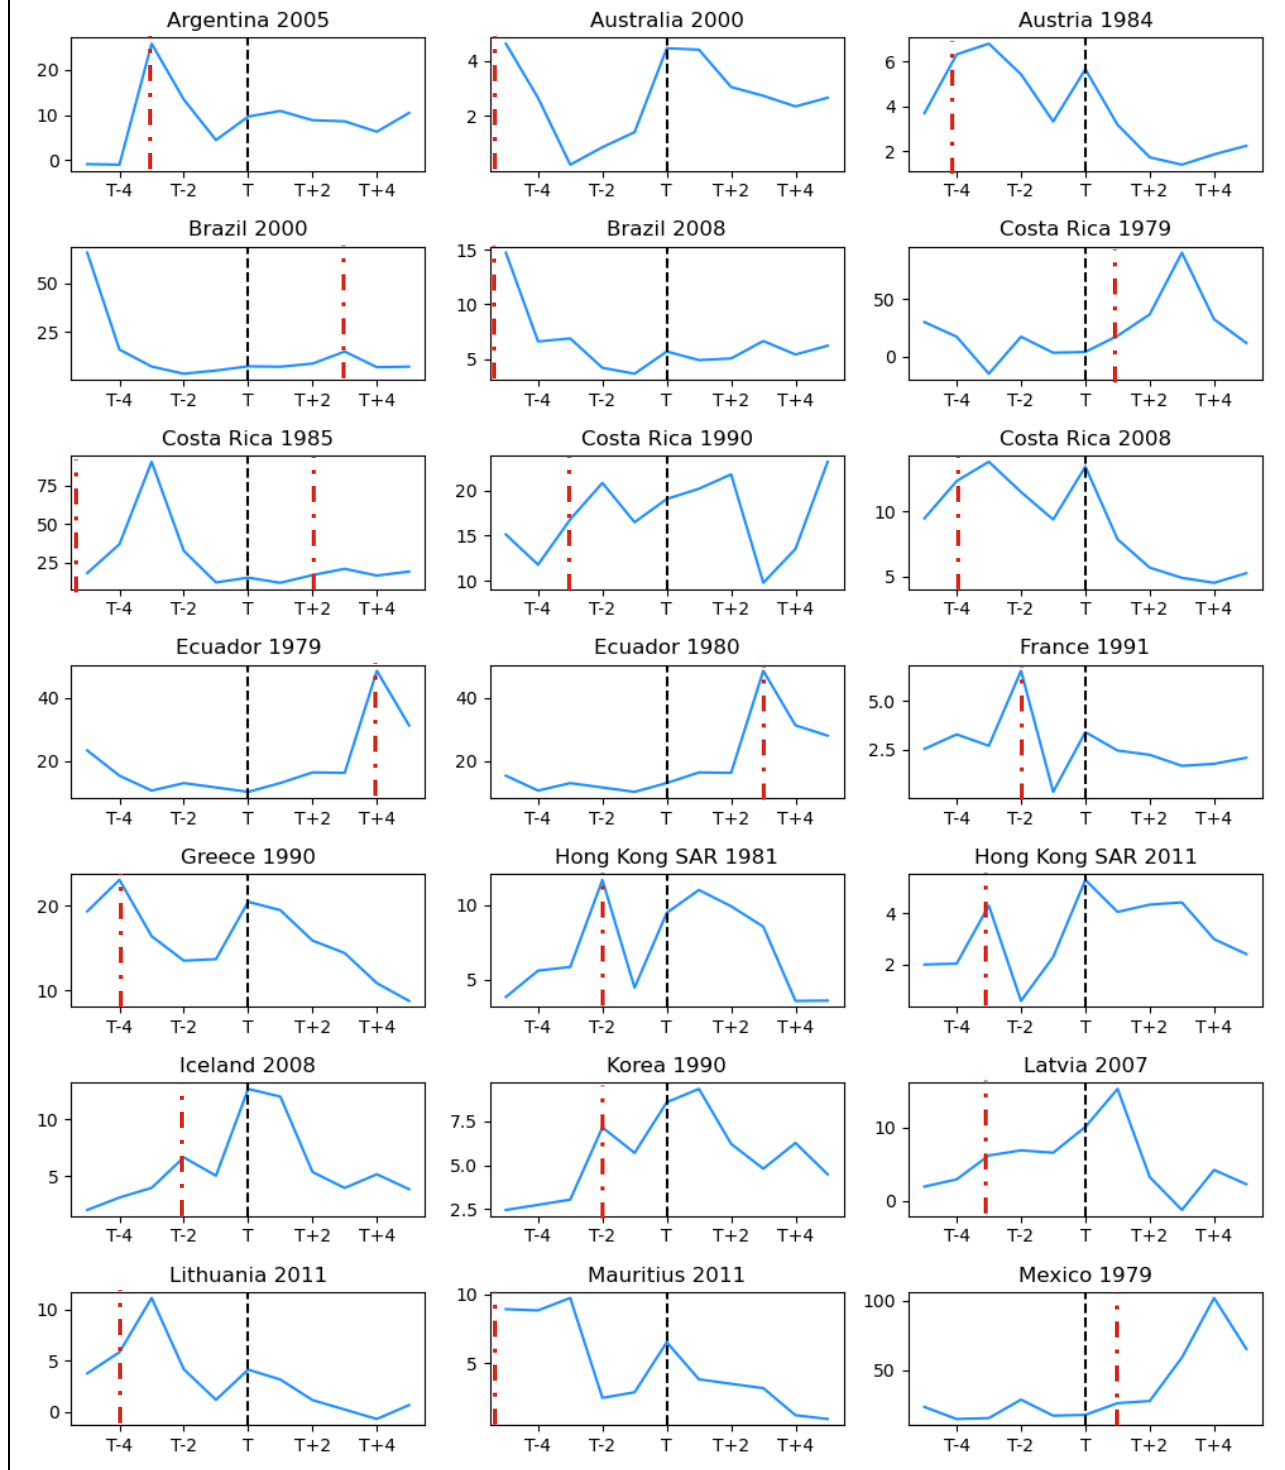 Argentina 2005 Australia 2000 Austria 1984
20 4 6
10 2 4
0 2
T-4 T-2 T T+2 T+4 T-4 T-2 T T+2 T+4 T-4 T-2 T T+2 T+4
Brazil 2000 Brazil 2008 Costa Rica 1979
50 15 50
25 10 0
5
T-4 T-2 T T+2 T+4 T-4 T-2 T T+2 T+4 T-4 T-2 T T+2 T+4
Costa Rica 1985 Costa Rica 1990 Costa Rica 2008
75 20 10
50 15 5
25 10
T-4 T-2 T T+2 T+4 T-4 T-2 T T+2 T+4 T-4 T-2 T T+2 T+4
Ecuador 1979 Ecuador 1980 France 1991
40 40 5.0
20 20 2.5
T-4 T-2 T T+2 T+4 T-4 T-2 T T+2 T+4 T-4 T-2 T T+2 T+4
Greece 1990 Hong Kong SAR 1981 Hong Kong SAR 2011
20 10 4
10 5 2
T-4 T-2 T T+2 T+4 T-4 T-2 T T+2 T+4 T-4 T-2 T T+2 T+4
Iceland 2008 Korea 1990 Latvia 2007
10 7.5 10
5 5.0 0
2.5
T-4 T-2 T T+2 T+4 T-4 T-2 T T+2 T+4 T-4 T-2 T T+2 T+4
Lithuania 2011 Mauritius 2011 Mexico 1979
10 10 100
5 5 50
0
T-4 T-2 T T+2 T+4 T-4 T-2 T T+2 T+4 T-4 T-2 T T+2 T+4